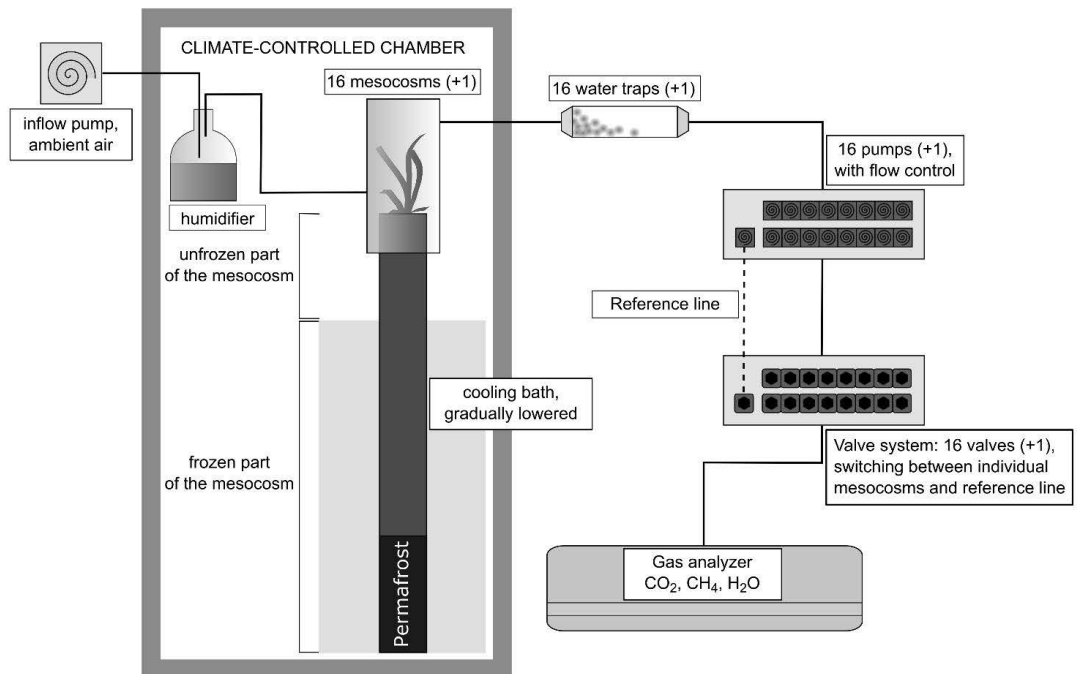 CLIMATE-CONTROLLED CHAMBER
inflow pump,
ambient air
humidifier
16 mesocosms (+1)
16 water traps (+1)
16 pumps (+1),
with flow control
unfrozen part
of the mesocosm
Reference line
cooling bath,
gradually lowered
frozen part
of the mesocosm
Permafrost
Valve system: 16 valves (+1),
switching between individual
mesocosms and reference line
Gas analyzer
CO₂, CH₄, H₂O